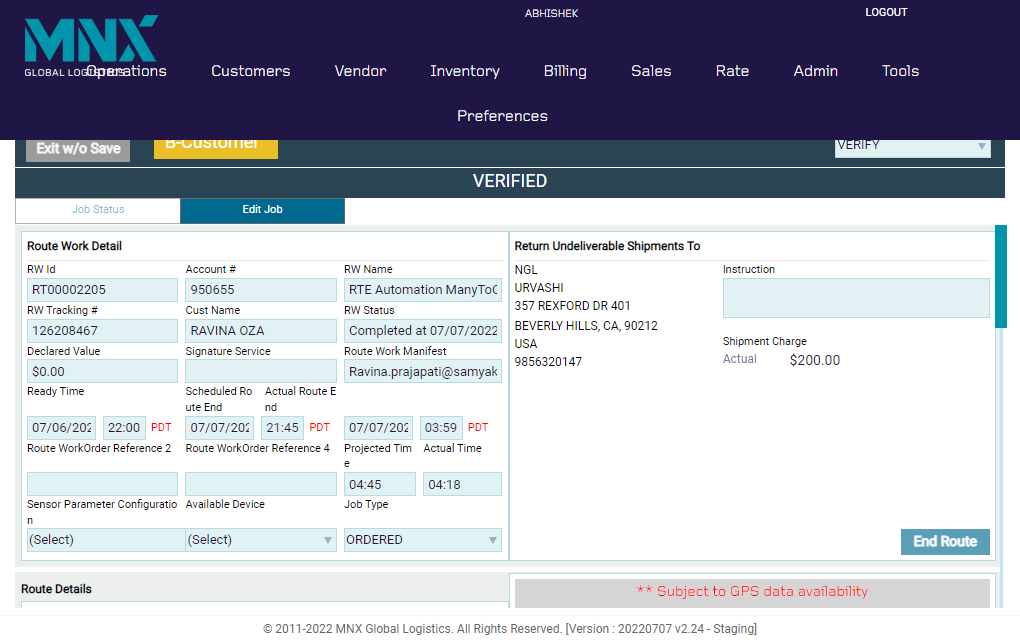 ABHISHEK
LOGOUT
MNX
GLOBAL LOGISTICS
Operations Customers Vendor Inventory Billing Sales Rate Admin Tools
Preferences
Exit w/o Save
B-Customer
VERIFY
VERIFIED
Job Status
Edit Job
Route Work Detail
RW Id Account # RW Name
RT00002205 950655 RTE Automation ManyToO
RW Tracking # Cust Name RW Status
126208467 RAVINA OZA Completed at 07/07/2022
Declared Value Signature Service Route Work Manifest
$0.00 Ravina.prajapati@samyak
Ready Time Scheduled Ro Actual Route E
ute End nd
07/06/202 22:00 PDT 07/07/202 21:45 PDT 07/07/202 03:59 PDT
Route WorkOrder Reference 2 Route WorkOrder Reference 4 Projected Tim Actual Time
e
04:45 04:18
Sensor Parameter Configuratio Available Device Job Type
n
(Select) (Select) ORDERED
Return Undeliverable Shipments To
NGL
URVASHI
357 REXFORD DR 401
BEVERLY HILLS, CA, 90212
USA
9856320147
Instruction
Shipment Charge
Actual $200.00
End Route
Route Details
** Subject to GPS data availability
© 2011-2022 MNX Global Logistics. All Rights Reserved. [Version : 20220707 v2.24 - Staging]